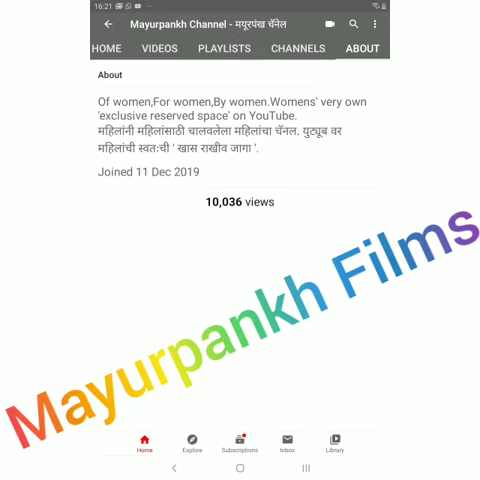 16:21
Mayurpankh Channel - मयूरपंख चॅनेल
HOME VIDEOS PLAYLISTS CHANNELS ABOUT
About
Of women,For women,By women.Womens' very own
'exclusive reserved space' on YouTube.
महिलांनी महिलांसाठी चालवलेला महिलांचा चॅनल. युट्यूब वर
महिलांची स्वतःची ' खास राखीव जागा '.
Joined 11 Dec 2019
10,036 views
Mayurpankh Films
Home Explore Subscriptions Inbox Library